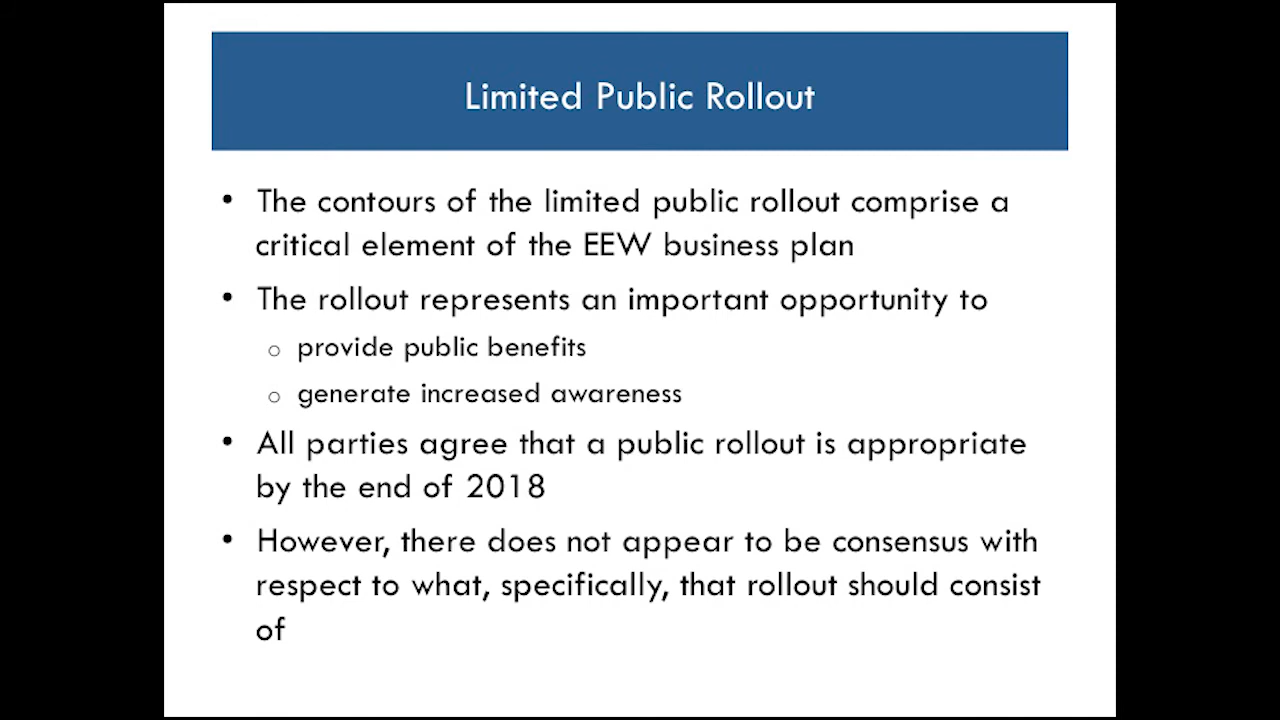 Limited Public Rollout
• The contours of the limited public rollout comprise a
critical element of the EEW business plan
• The rollout represents an important opportunity to
o provide public benefits
o generate increased awareness
• All parties agree that a public rollout is appropriate
by the end of 2018
• However, there does not appear to be consensus with
respect to what, specifically, that rollout should consist
of